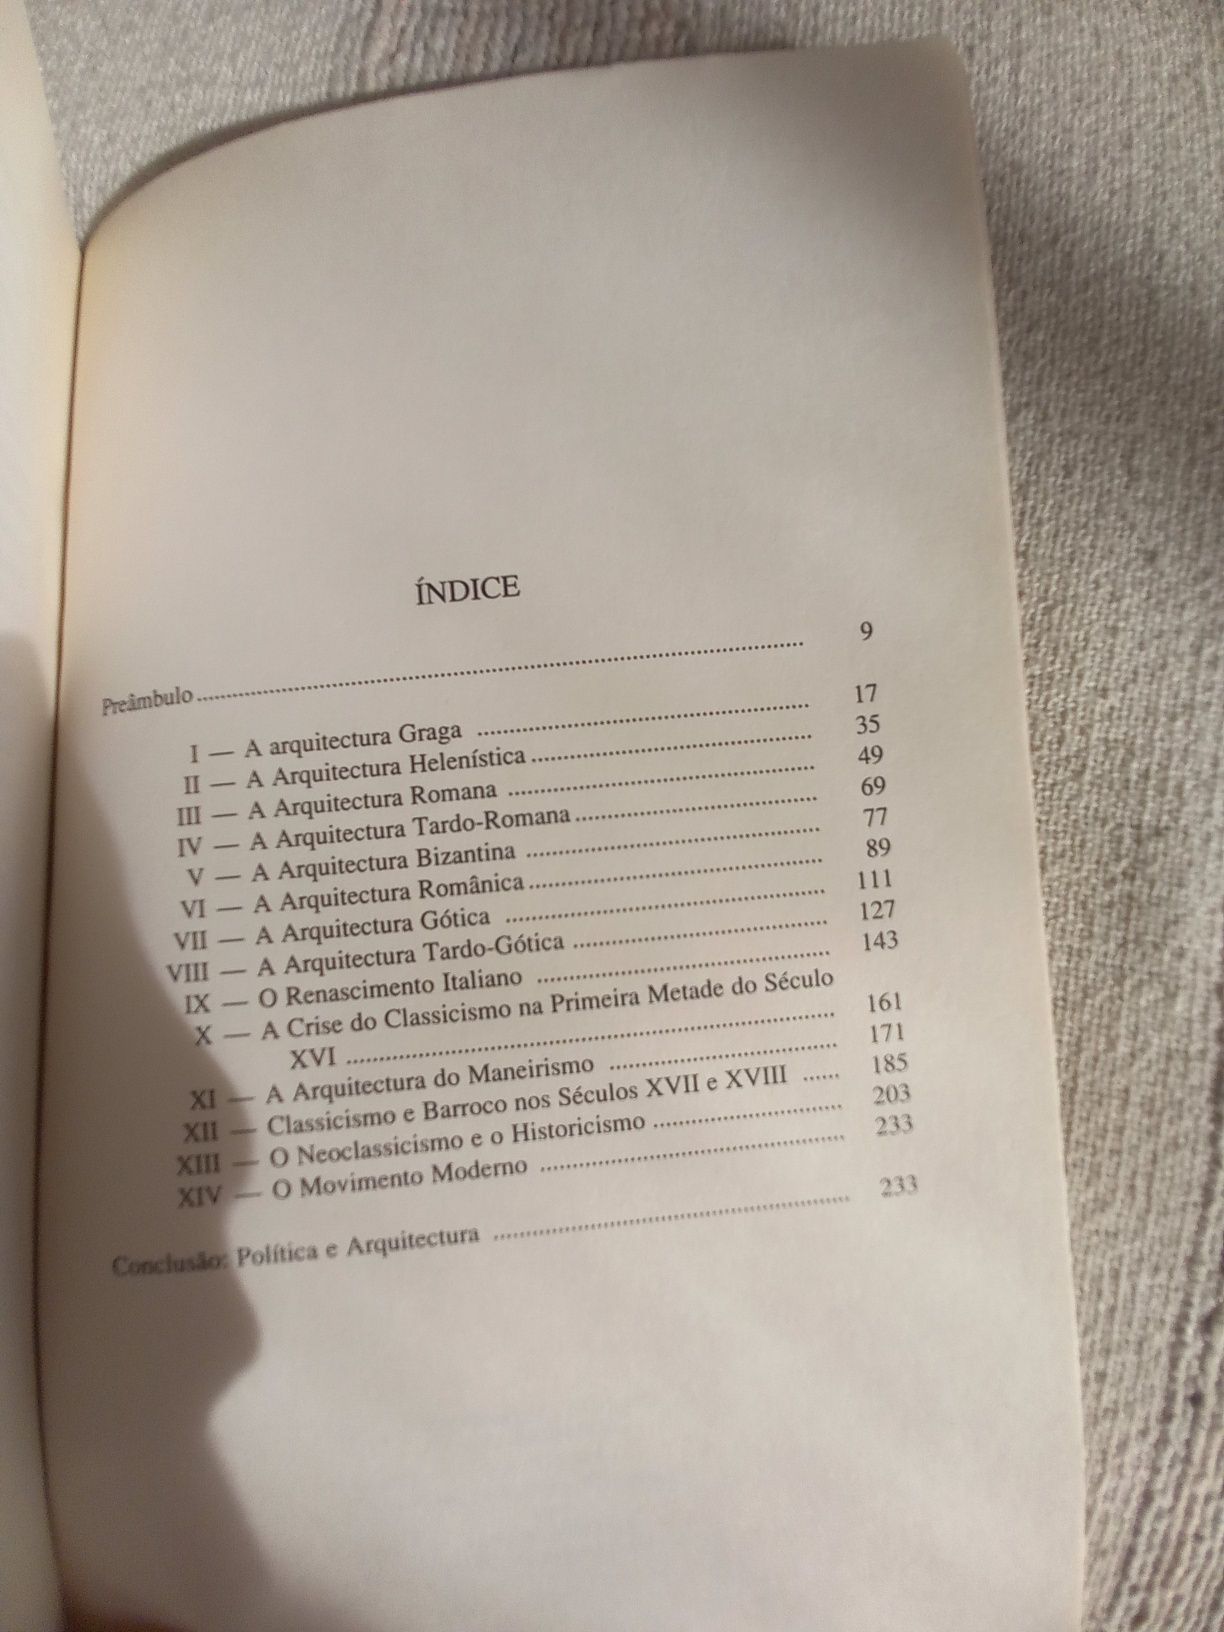 ÍNDICE
Preâmbulo ........................ 9
I — A arquitectura Graga ........................ 17
II — A Arquitectura Helenística ........................ 35
III — A Arquitectura Romana ........................ 49
IV — A Arquitectura Tardo-Romana ........................ 69
V — A Arquitectura Bizantina ........................ 77
VI — A Arquitectura Românica ........................ 89
VII — A Arquitectura Gótica ........................ 111
VIII — A Arquitectura Tardo-Gótica ........................ 127
IX — O Renascimento Italiano ........................ 143
X — A Crise do Classicismo na Primeira Metade do Século
XVI ........................ 161
XI — A Arquitectura do Maneirismo ........................ 171
XII — Classicismo e Barroco nos Séculos XVII e XVIII ...... 185
XIII — O Neoclassicismo e o Historicismo ........................ 203
XIV — O Movimento Moderno ........................ 233
Conclusão: Política e Arquitectura ........................ 233